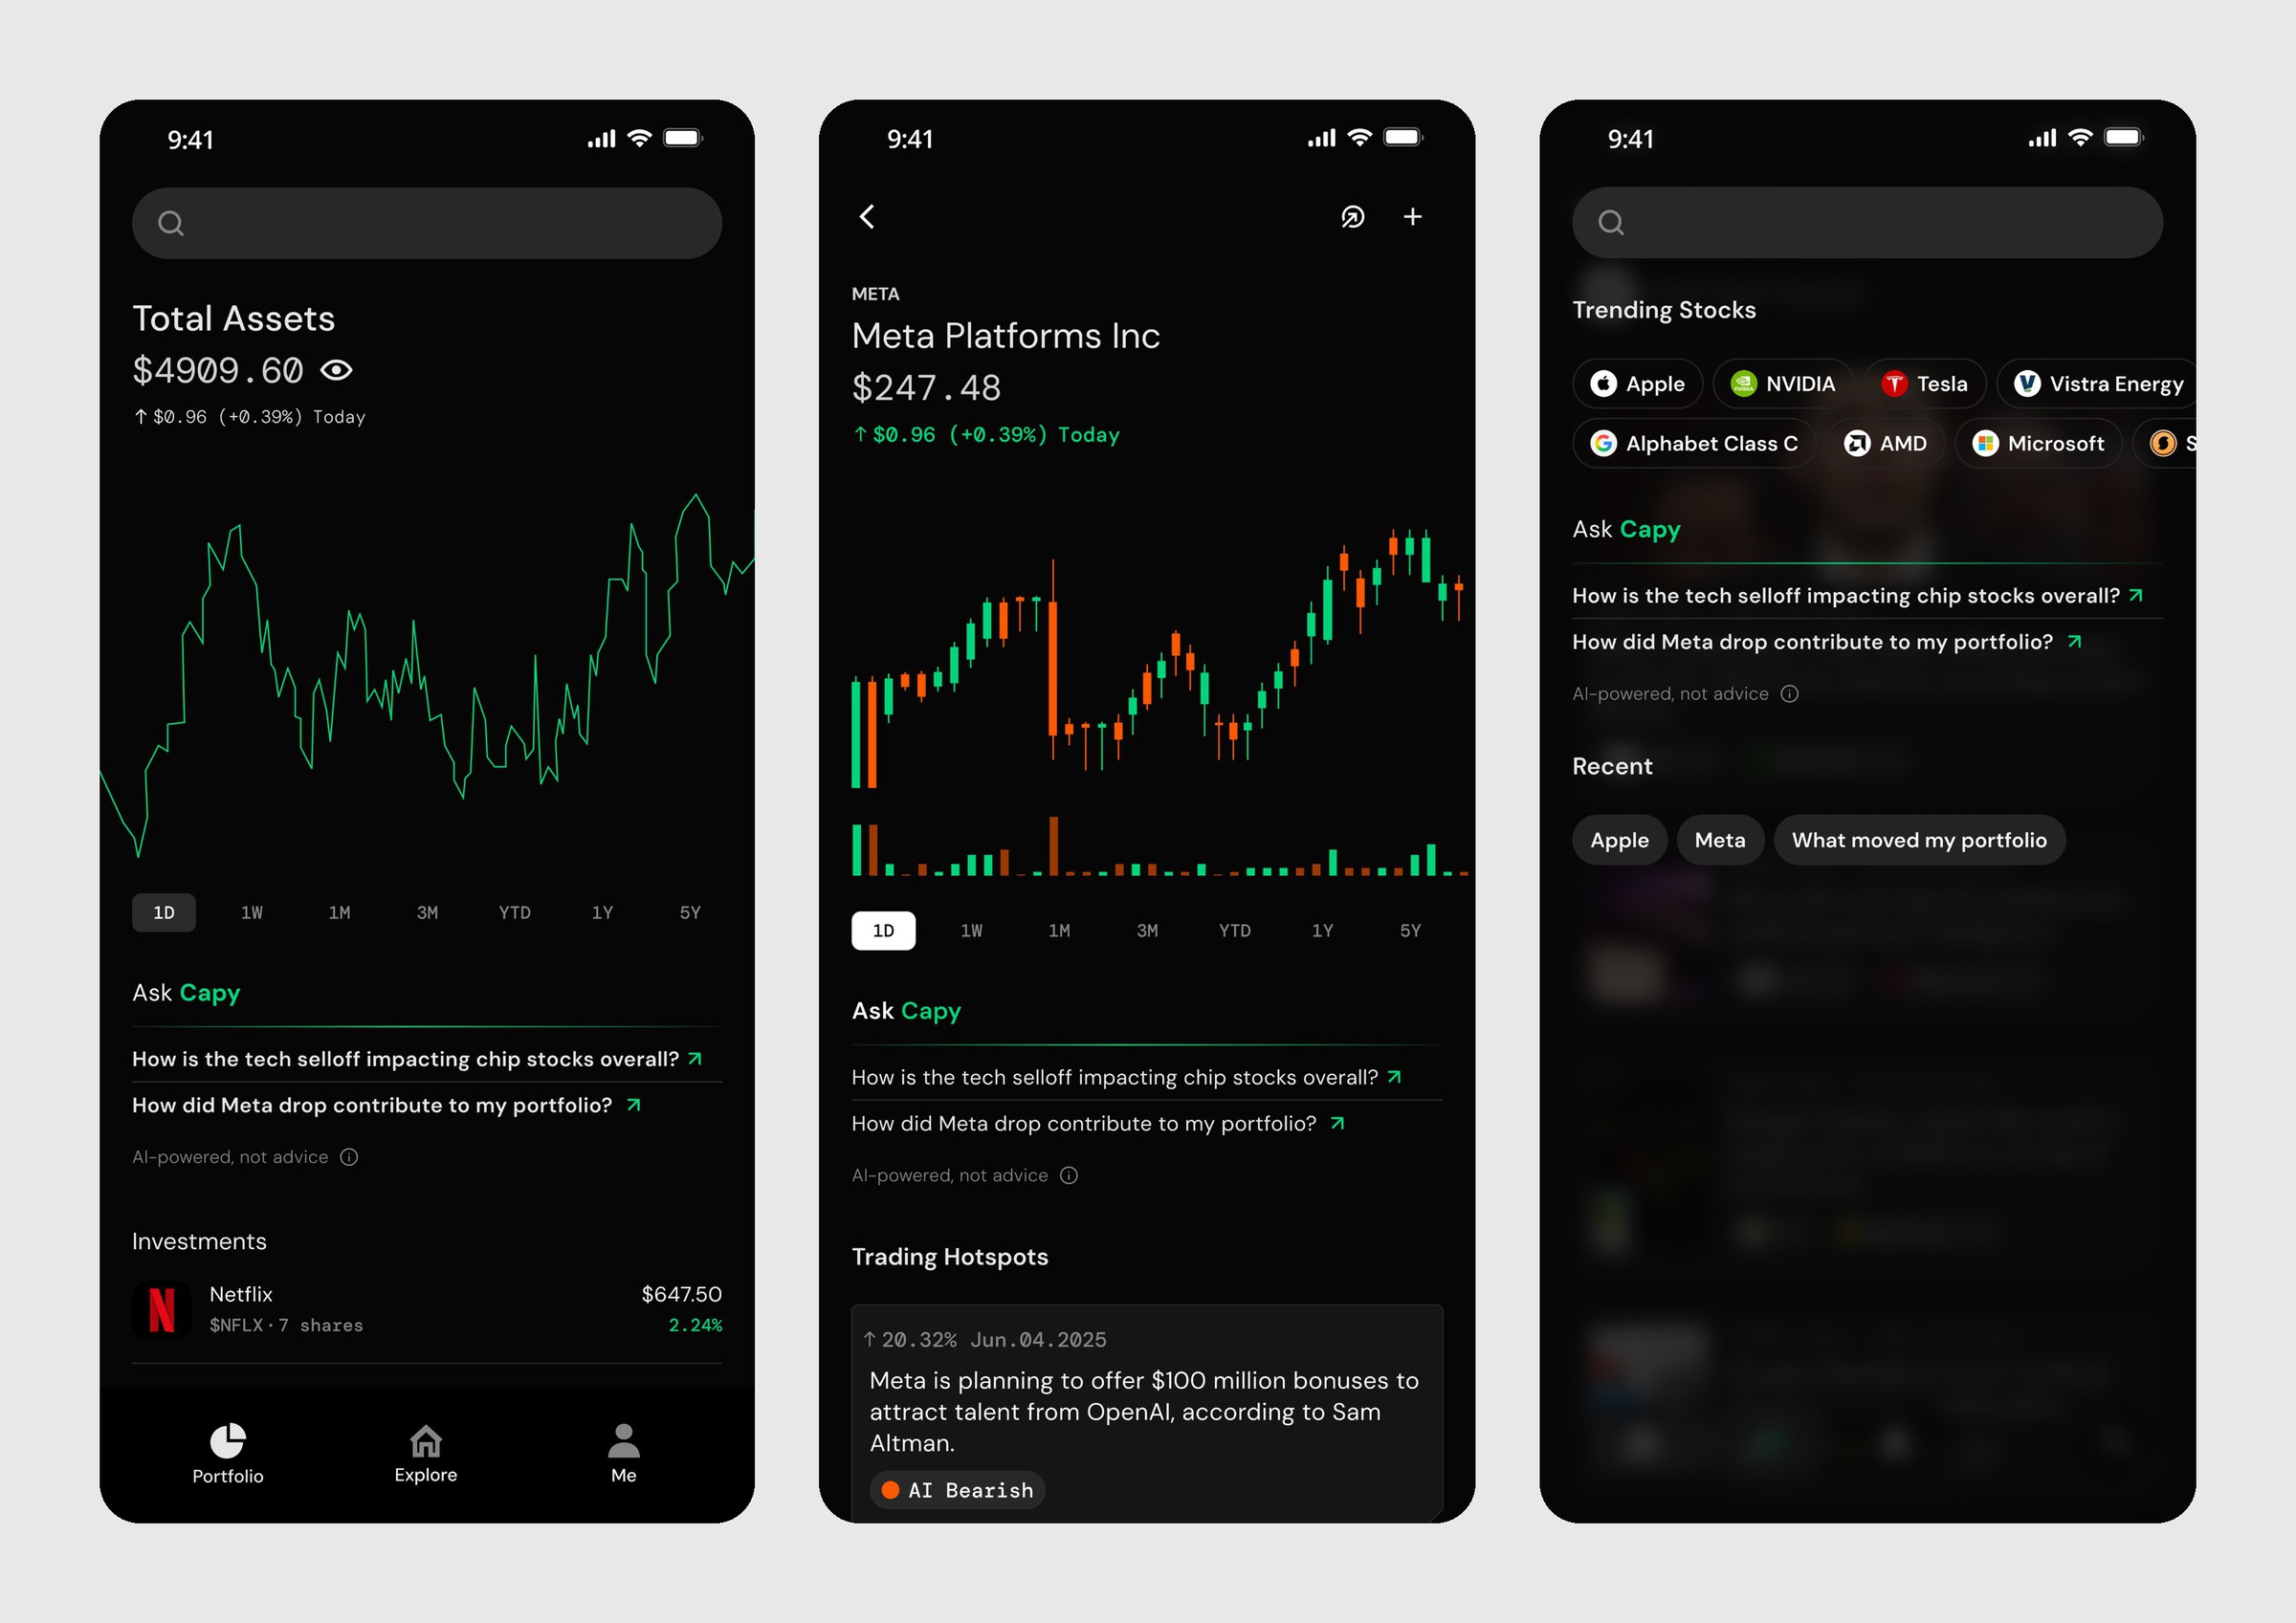 9:41
Total Assets
$4909.60
↑ $0.96 (+0.39%) Today
1D 1W 1M 3M YTD 1Y 5Y
Ask Capy
How is the tech selloff impacting chip stocks overall?
How did Meta drop contribute to my portfolio?
AI-powered, not advice
Investments
Netflix $647.50
$NFLX · 7 shares 2.24%
Portfolio Explore Me
9:41
META
Meta Platforms Inc
$247.48
↑ $0.96 (+0.39%) Today
1D 1W 1M 3M YTD 1Y 5Y
Ask Capy
How is the tech selloff impacting chip stocks overall?
How did Meta drop contribute to my portfolio?
AI-powered, not advice
Trading Hotspots
↑ 20.32% Jun.04.2025
Meta is planning to offer $100 million bonuses to
attract talent from OpenAI, according to Sam
Altman.
AI Bearish
9:41
Trending Stocks
Apple NVIDIA Tesla Vistra Energy
Alphabet Class C AMD Microsoft S
Ask Capy
How is the tech selloff impacting chip stocks overall?
How did Meta drop contribute to my portfolio?
AI-powered, not advice
Recent
Apple Meta What moved my portfolio